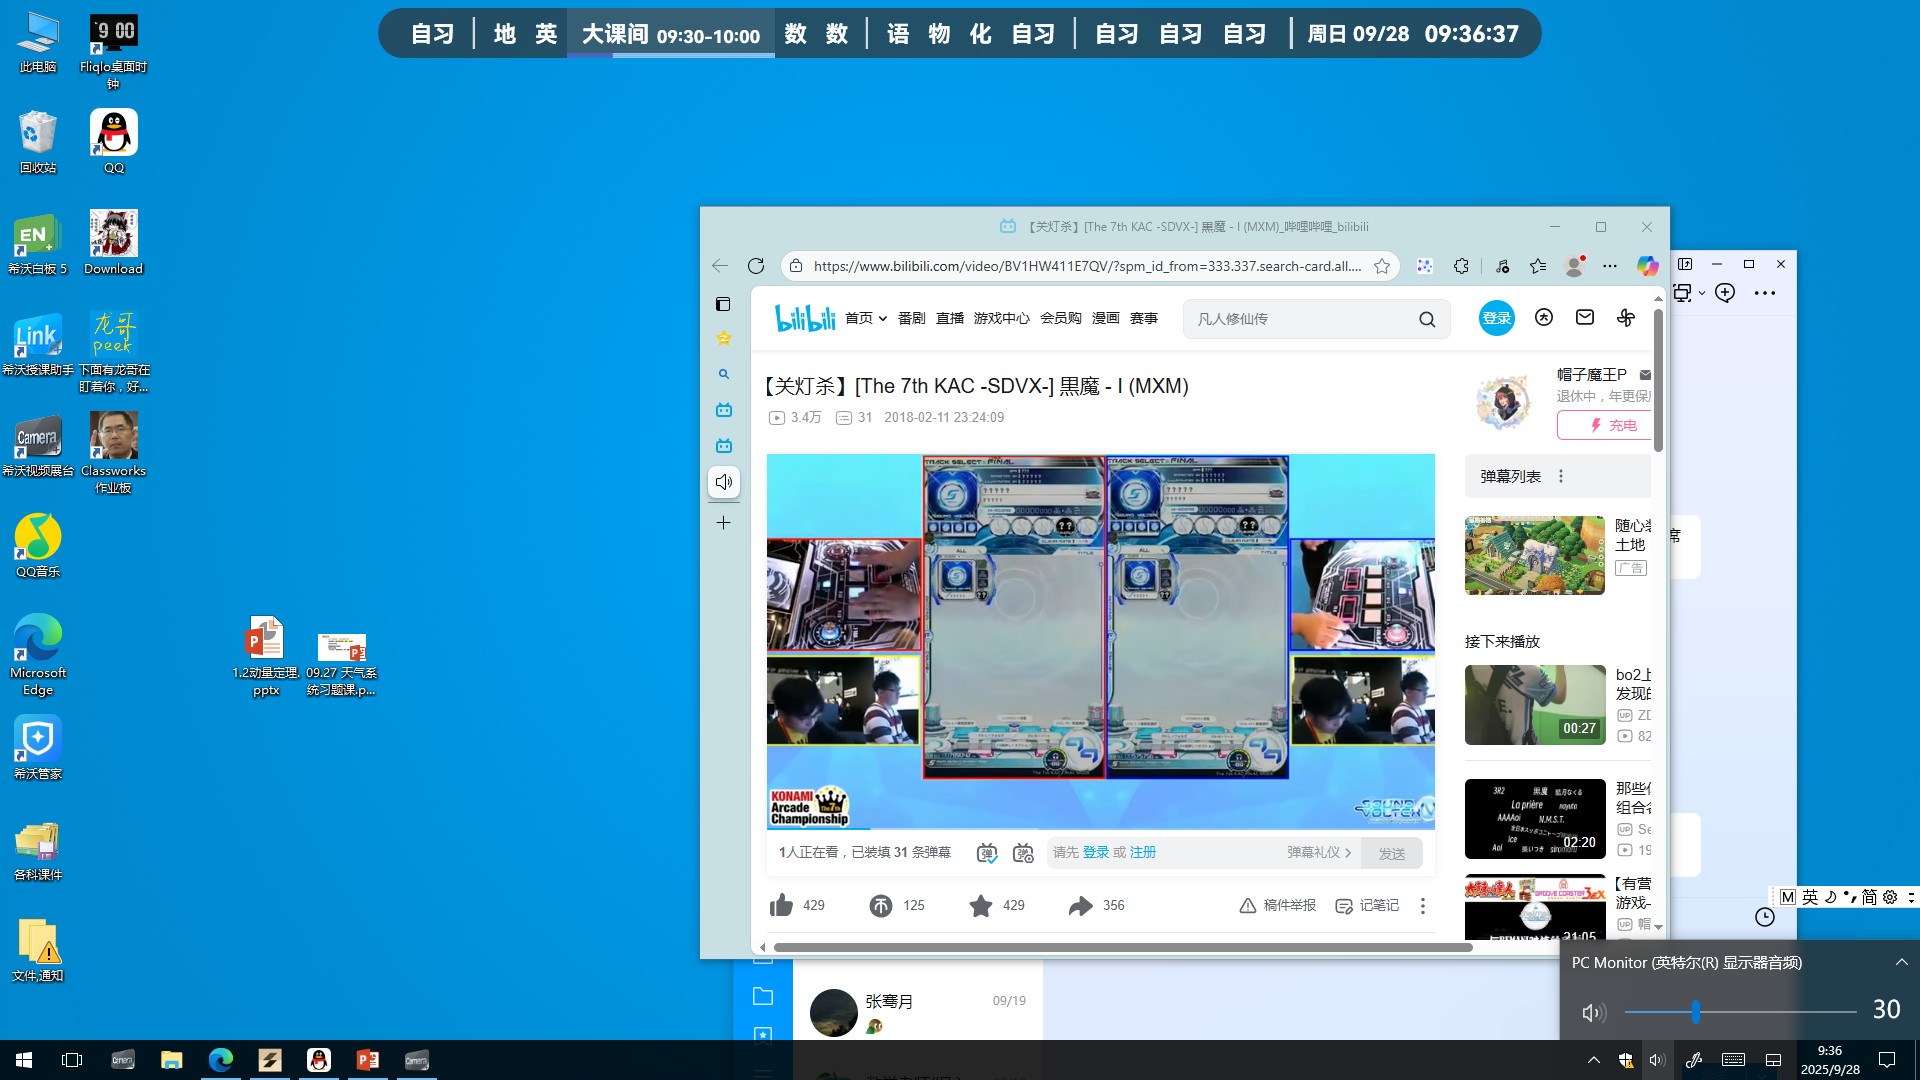 自习 地 英 大课间 09:30-10:00 数 数 语 物 化 自习 自习 自习 自习 周日 09/28 09:36:37
此电脑
Fliqlo桌面时钟
回收站
QQ
希沃白板 5
Download
希沃授课助手
下面有龙哥在盯着你，好...
龙哥
peek
希沃视频展台
Classworks
作业板
QQ音乐
Microsoft
Edge
希沃管家
各科课件
文件,通知
1.2动量定理.
pptx
09.27 天气系
统习题课.p...
【关灯杀】[The 7th KAC -SDVX-] 黒魔 - I (MXM)_哔哩哔哩_bilibili
https://www.bilibili.com/video/BV1HW411E7QV/?spm_id_from=333.337.search-card.all....
bilibili 首页 番剧 直播 游戏中心 会员购 漫画 赛事
凡人修仙传
登录
【关灯杀】[The 7th KAC -SDVX-] 黒魔 - I (MXM)
3.4万 31 2018-02-11 23:24:09
帽子魔王P
退休中，年更保
充电
弹幕列表
TRACK SELECT: FINAL
TRACK SELECT: FINAL
KONAMI
Arcade
Championship
The 7th
SOUND
VOLTEX
随心
土地
广告
接下来播放
bo2上
发现的
00:27
82
那些
组合
02:20
19
【有营
游戏
帽
21:05
1人正在看，已装填 31 条弹幕
请先 登录 或 注册
弹幕礼仪
发送
429 125 429 356
稿件举报 记笔记
席
张骞月 09/19
M 英 简
PC Monitor (英特尔(R) 显示器音频)
30
9:36
2025/9/28